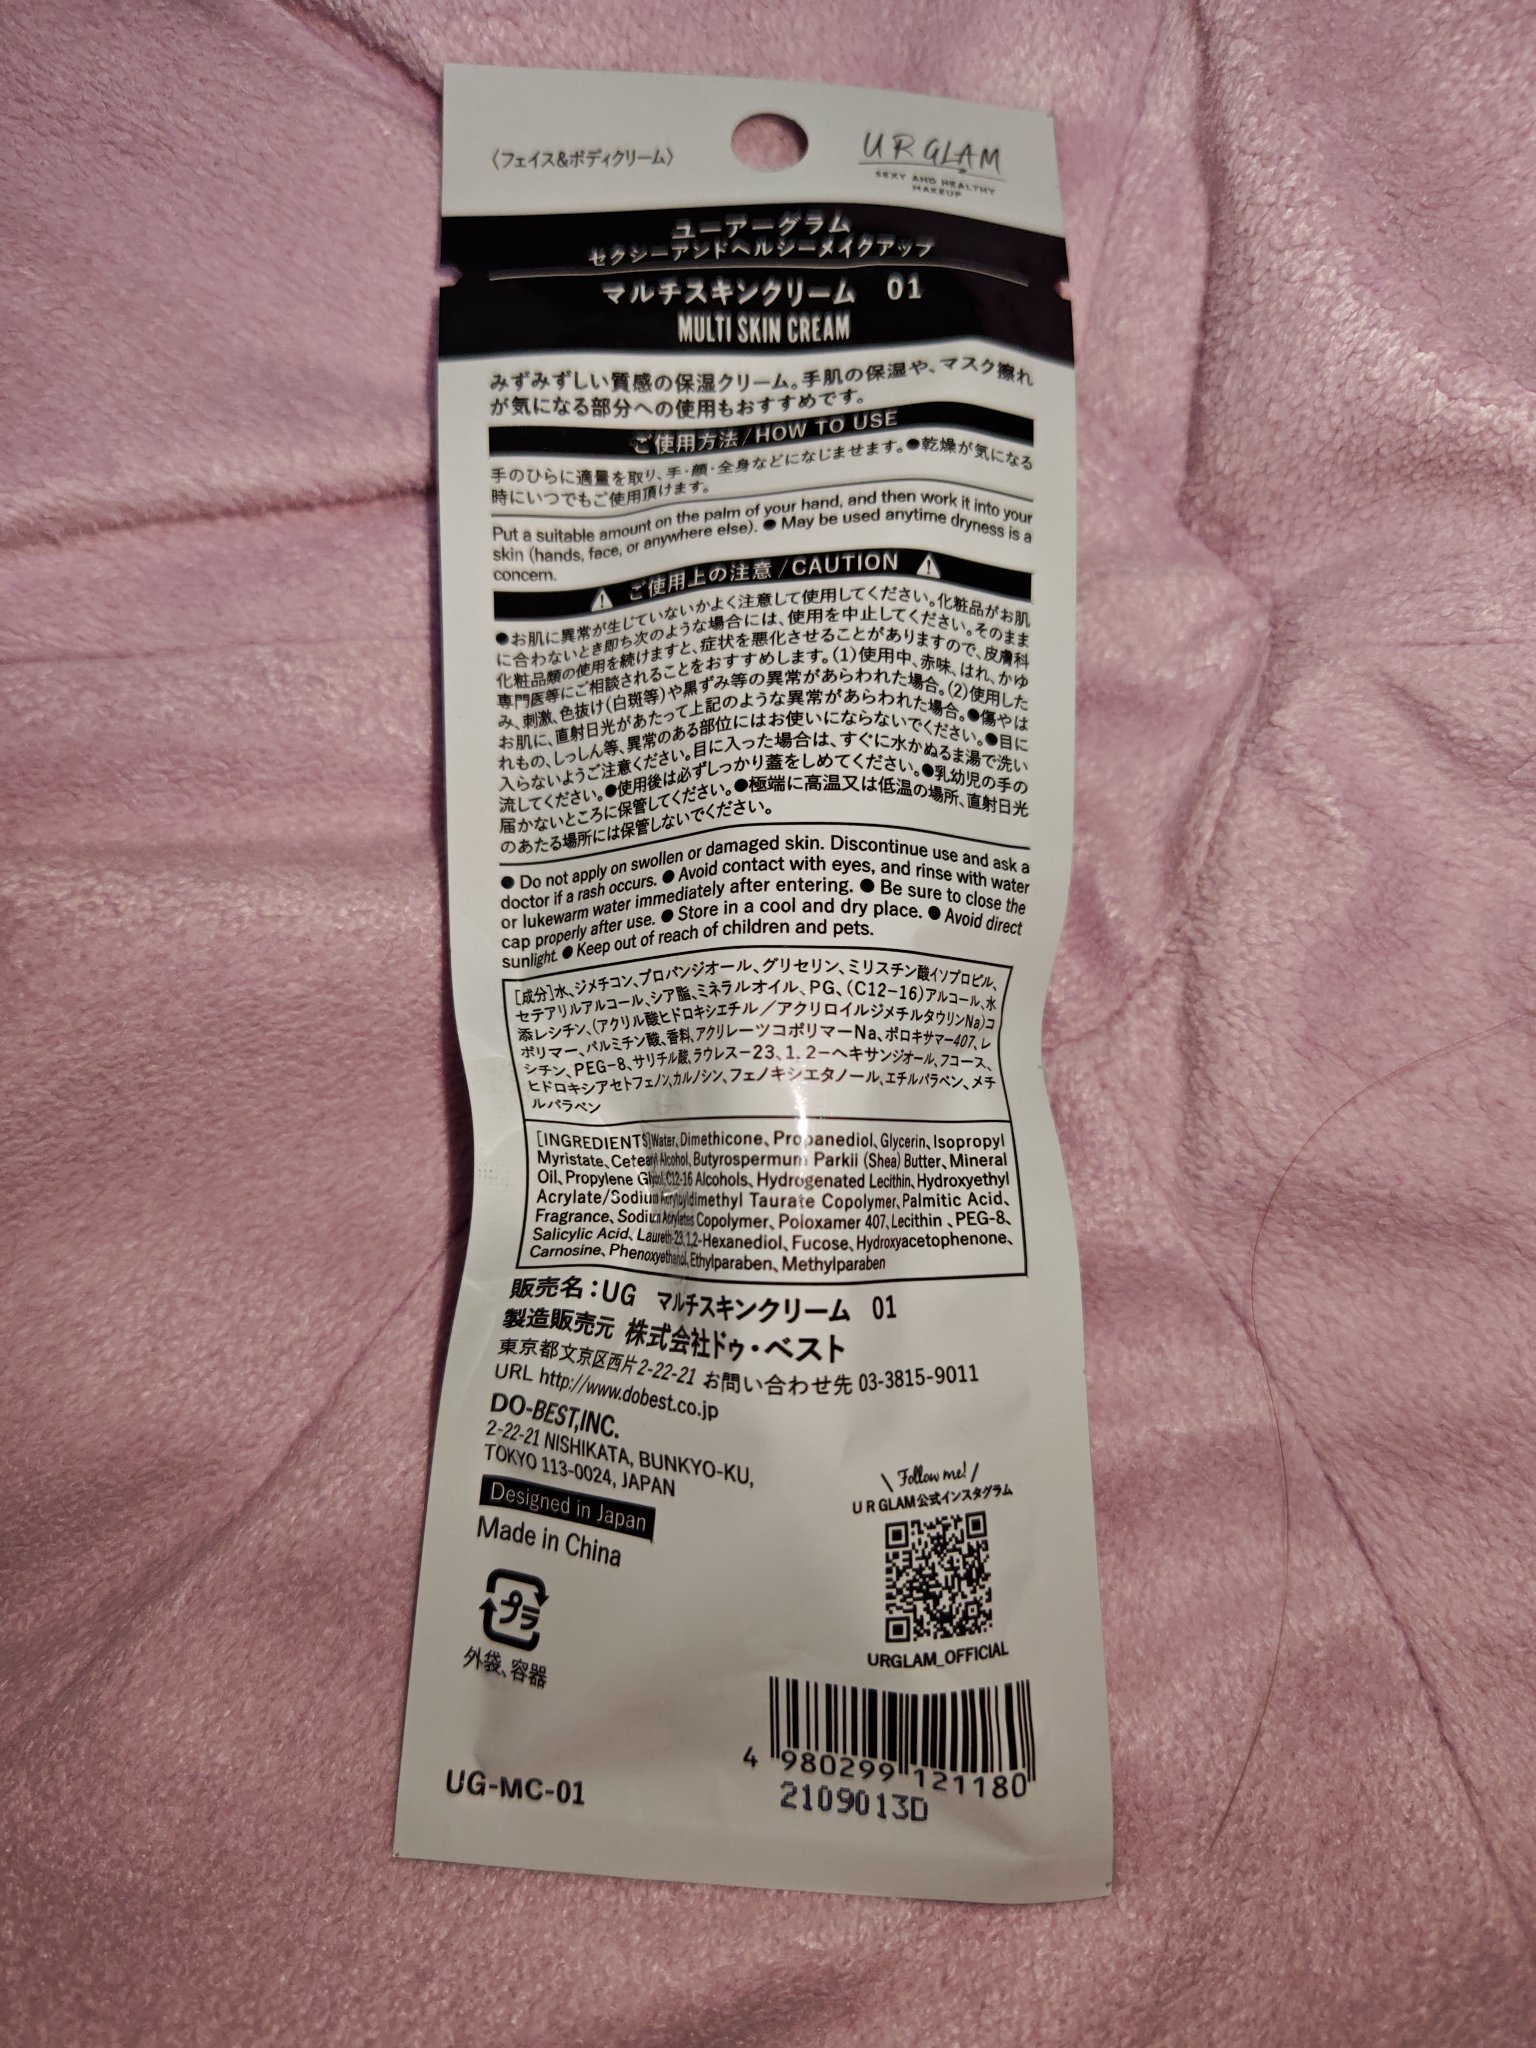 〈フェイス&ボディクリーム〉
U R GLAM
SEXY AND HEALTHY
MAKEUP
ユーアーグラム
セクシーアンドヘルシーメイクアップ
マルチスキンクリーム 01
MULTI SKIN CREAM
みずみずしい質感の保湿クリーム。手肌の保湿や、マスク擦れ
が気になる部分への使用もおすすめです。
ご使用方法/HOW TO USE
手のひらに適量を取り、手・顔・全身などになじませます。●乾燥が気になる
時にいつでもご使用頂けます。
Put a suitable amount on the palm of your hand, and then work it into your
skin (hands, face, or anywhere else). ● May be used anytime dryness is a
concern.
⚠ ご使用上の注意/CAUTION ⚠
●お肌に異常が生じていないかよく注意して使用してください。化粧品がお肌
に合わないとき即ち次のような場合には、使用を中止してください。そのまま
化粧品類の使用を続けますと、症状を悪化させることがありますので、皮膚科
専門医等にご相談されることをおすすめします。(1)使用中、赤味、はれ、かゆ
み、刺激、色抜け(白斑等)や黒ずみ等の異常があらわれた場合。(2)使用した
お肌に、直射日光があたって上記のような異常があらわれた場合。●傷やは
れもの、しっしん等、異常のある部位にはお使いにならないでください。●目に
入らないようご注意ください。目に入った場合は、すぐに水かぬるま湯で洗い
流してください。●使用後は必ずしっかり蓋をしめてください。●乳幼児の手の
届かないところに保管してください。●極端に高温又は低温の場所、直射日光
のあたる場所には保管しないでください。
● Do not apply on swollen or damaged skin. Discontinue use and ask a
doctor if a rash occurs. ● Avoid contact with eyes, and rinse with water
or lukewarm water immediately after entering. ● Be sure to close the
cap properly after use. ● Store in a cool and dry place. ● Avoid direct
sunlight. ● Keep out of reach of children and pets.
[成分]水、ジメチコン、プロパンジオール、グリセリン、ミリスチン酸イソプロピル、
セテアリルアルコール、シア脂、ミネラルオイル、PG、(C12-16)アルコール、水
添レシチン、(アクリル酸ヒドロキシエチル/アクリロイルジメチルタウリンNa)コ
ポリマー、パルミチン酸、香料、アクリレーツコポリマーNa、ポロキサマー407、レ
シチン、PEG-8、サリチル酸、ラウレス-23、1,2-ヘキサンジオール、フコース、
ヒドロキシアセトフェノン、カルノシン、フェノキシエタノール、エチルパラベン、メチ
ルパラベン
[INGREDIENTS]Water、Dimethicone、Propanediol、Glycerin、Isopropyl
Myristate、Cetearyl Alcohol、Butyrospermum Parkii (Shea) Butter、Mineral
Oil、Propylene Glycol、C12-16 Alcohols、Hydrogenated Lecithin、Hydroxyethyl
Acrylate/Sodium Acryloyldimethyl Taurate Copolymer、Palmitic Acid、
Fragrance、Sodium Acrylates Copolymer、Poloxamer 407、Lecithin 、PEG-8、
Salicylic Acid、Laureth-23、1,2-Hexanediol、Fucose、Hydroxyacetophenone、
Carnosine、Phenoxyethanol、Ethylparaben、Methylparaben
販売名:UG マルチスキンクリーム 01
製造販売元 株式会社ドゥ・ベスト
東京都文京区西片2-22-21 お問い合わせ先 03-3815-9011
URL http://www.dobest.co.jp
DO-BEST,INC.
2-22-21 NISHIKATA, BUNKYO-KU,
TOKYO 113-0024, JAPAN
Designed in Japan
Made in China
プラ
外袋、容器
\ Follow me! /
U R GLAM公式インスタグラム
URGLAM_OFFICIAL
4 980299 121180
2109013D
UG-MC-01